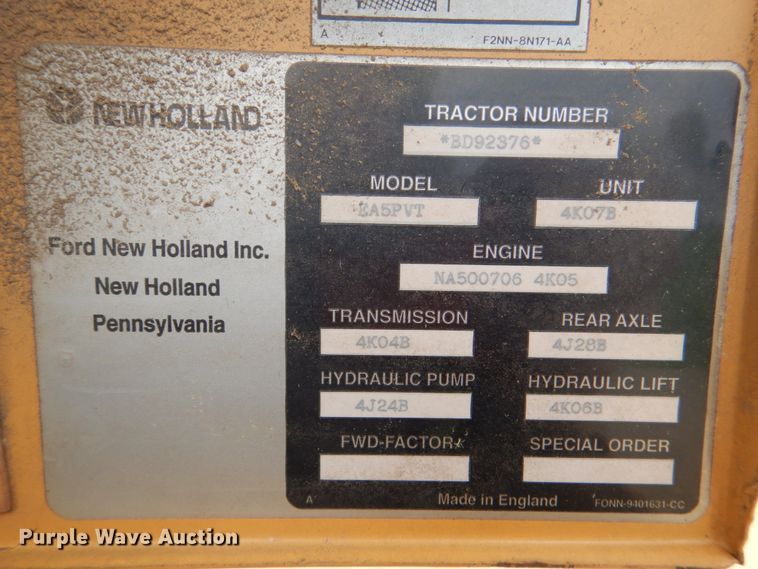 A F2NN-8N171-AA
NEW HOLLAND
Ford New Holland Inc.
New Holland
Pennsylvania
TRACTOR NUMBER
*BD92376*
MODEL UNIT
EA5PVT 4K07B
ENGINE
NA500706 4K05
TRANSMISSION REAR AXLE
4K04B 4J28B
HYDRAULIC PUMP HYDRAULIC LIFT
4J24B 4K06B
FWD-FACTOR SPECIAL ORDER
A Made in England FONN-9401631-CC
Purple Wave Auction